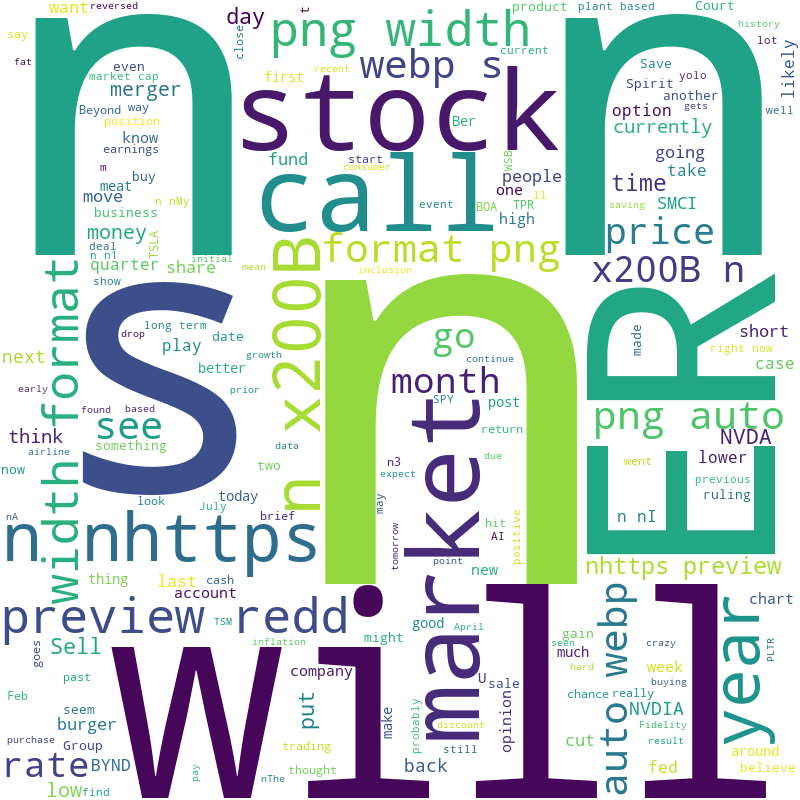 reversed
t
product
plant based
Court
say
want
day
png width
history
n
n
close
current
lot
likely
fat
even
webp s
Save
yolo
market cap
first
recent
Spirit
another
merger
stock
gets
well
Beyond
way
option
position
Ber
currently
know
earnings
fund
start
WSB
going
m
call
consumer
people
take
meat
buy
one
time
move
n nMy
event
ll
saving
SMCI
business
BOA
TPR
money
high
price
TSLA
deal
n n1
initial
format png
quarter
share
mean
inclusion
x200B n
show
s
n x200B
n
ER
width format
long term
drop
date
go
made
short
play
next
growth
continue
right now
better
case
early
prior
month
found
based
SPY
post
png auto
see
market
think
return
NVDA
something
airline
two
data
n3
due
went
lower
now
expect
previous
look
ruling
nA
July
today
may
hit
positive
n nhttps
brief
AI
n nI
tomorrow
point
thing
last
cash
new
nhttps preview
account
will
preview redd
TSM
good
April
auto webp
year
chart
goes
Sell
inflation
might
gain
seen
crazy
PLTR
much
hard
company
week
past
U
sale
buying
Feb
seem
put
make
chance
really
burger
probably
discount
opinion
NVDIA
Fidelity
purchase
Group
trading
still
cut
result
around
rate
BYND
thought
back
fed
believe
pay
nThe
low
find